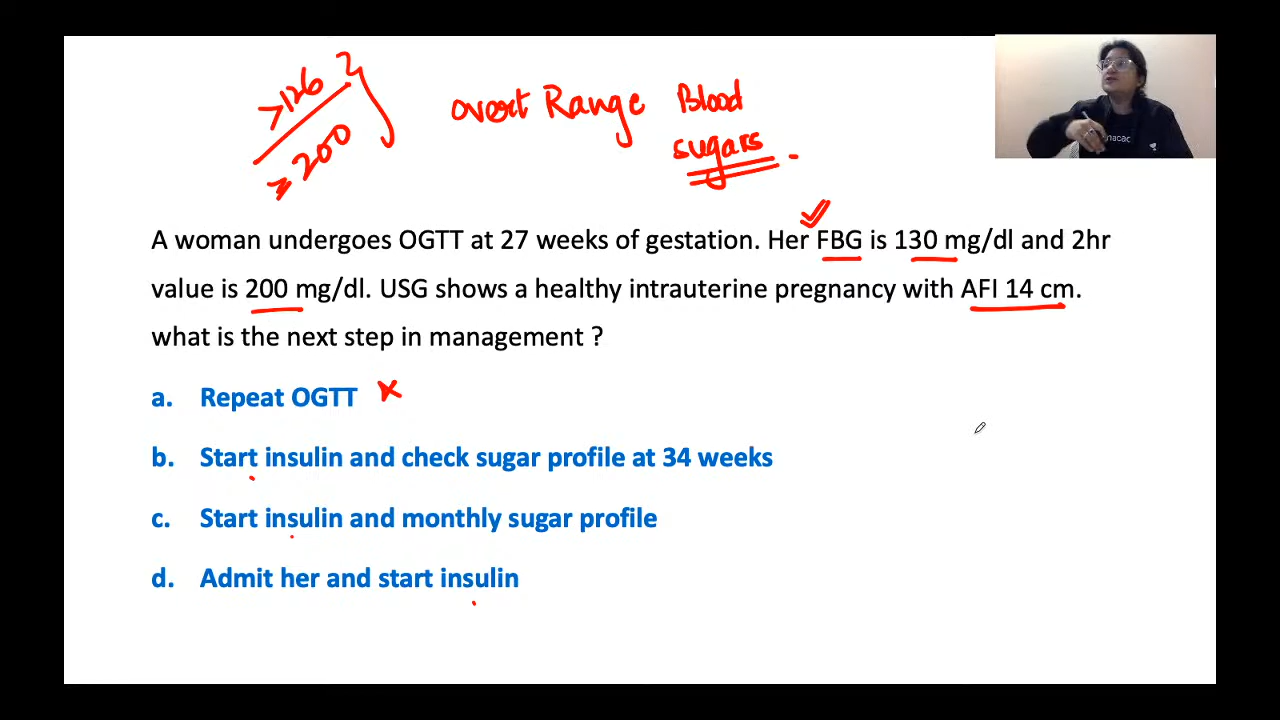 >126
≥200
overt Range Blood
sugars
A woman undergoes OGTT at 27 weeks of gestation. Her FBG is 130 mg/dl and 2hr
value is 200 mg/dl. USG shows a healthy intrauterine pregnancy with AFI 14 cm.
what is the next step in management ?
a. Repeat OGTT
b. Start insulin and check sugar profile at 34 weeks
c. Start insulin and monthly sugar profile
d. Admit her and start insulin